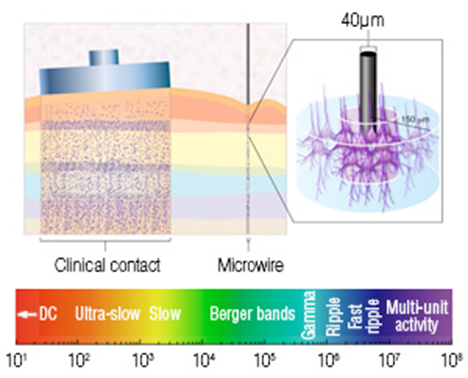 40µm
150 µm
Clinical contact
Microwire
DC
Ultra-slow
Slow
Berger bands
Gamma
Ripple
Fast
ripple
Multi-unit
activity
10¹
10²
10³
10⁴
10⁵
10⁶
10⁷
10⁸